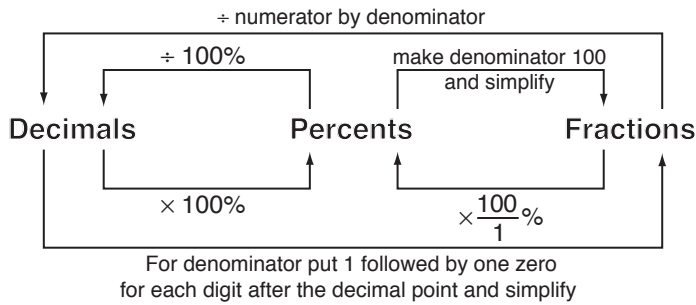 ÷ numerator by denominator
÷ 100%
make denominator 100
and simplify
Decimals Percents Fractions
× 100%
× 100/1 %
For denominator put 1 followed by one zero
for each digit after the decimal point and simplify